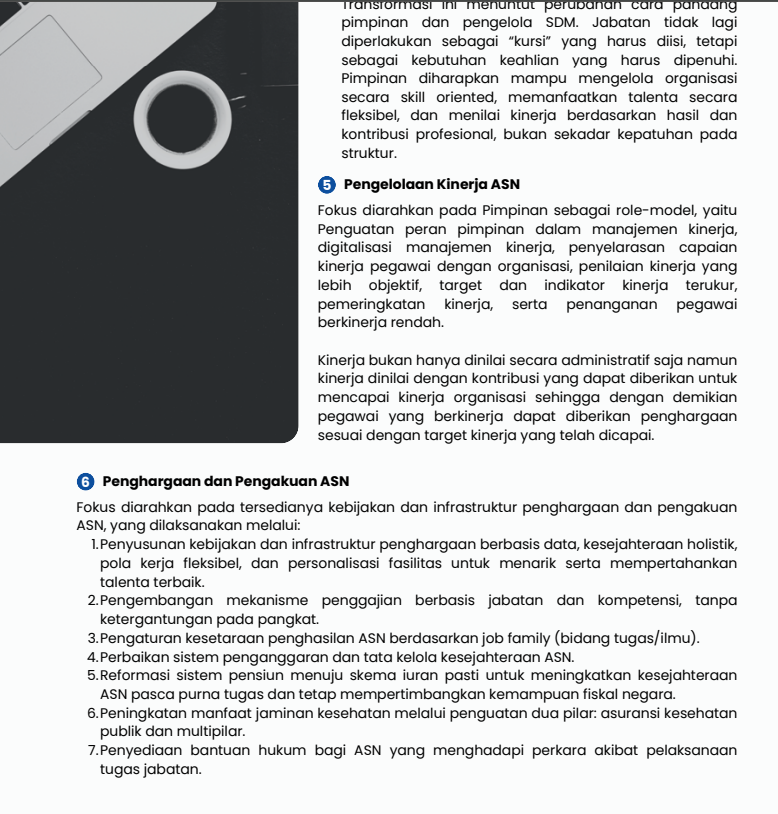 Transformasi ini menuntut perubahan cara pandang
pimpinan dan pengelola SDM. Jabatan tidak lagi
diperlakukan sebagai “kursi” yang harus diisi, tetapi
sebagai kebutuhan keahlian yang harus dipenuhi.
Pimpinan diharapkan mampu mengelola organisasi
secara skill oriented, memanfaatkan talenta secara
fleksibel, dan menilai kinerja berdasarkan hasil dan
kontribusi profesional, bukan sekadar kepatuhan pada
struktur.
5 Pengelolaan Kinerja ASN
Fokus diarahkan pada Pimpinan sebagai role-model, yaitu
Penguatan peran pimpinan dalam manajemen kinerja,
digitalisasi manajemen kinerja, penyelarasan capaian
kinerja pegawai dengan organisasi, penilaian kinerja yang
lebih objektif, target dan indikator kinerja terukur,
pemeringkatan kinerja, serta penanganan pegawai
berkinerja rendah.
Kinerja bukan hanya dinilai secara administratif saja namun
kinerja dinilai dengan kontribusi yang dapat diberikan untuk
mencapai kinerja organisasi sehingga dengan demikian
pegawai yang berkinerja dapat diberikan penghargaan
sesuai dengan target kinerja yang telah dicapai.
6 Penghargaan dan Pengakuan ASN
Fokus diarahkan pada tersedianya kebijakan dan infrastruktur penghargaan dan pengakuan
ASN, yang dilaksanakan melalui:
1.Penyusunan kebijakan dan infrastruktur penghargaan berbasis data, kesejahteraan holistik,
pola kerja fleksibel, dan personalisasi fasilitas untuk menarik serta mempertahankan
talenta terbaik.
2.Pengembangan mekanisme penggajian berbasis jabatan dan kompetensi, tanpa
ketergantungan pada pangkat.
3.Pengaturan kesetaraan penghasilan ASN berdasarkan job family (bidang tugas/ilmu).
4.Perbaikan sistem penganggaran dan tata kelola kesejahteraan ASN.
5.Reformasi sistem pensiun menuju skema iuran pasti untuk meningkatkan kesejahteraan
ASN pasca purna tugas dan tetap mempertimbangkan kemampuan fiskal negara.
6.Peningkatan manfaat jaminan kesehatan melalui penguatan dua pilar: asuransi kesehatan
publik dan multipilar.
7.Penyediaan bantuan hukum bagi ASN yang menghadapi perkara akibat pelaksanaan
tugas jabatan.